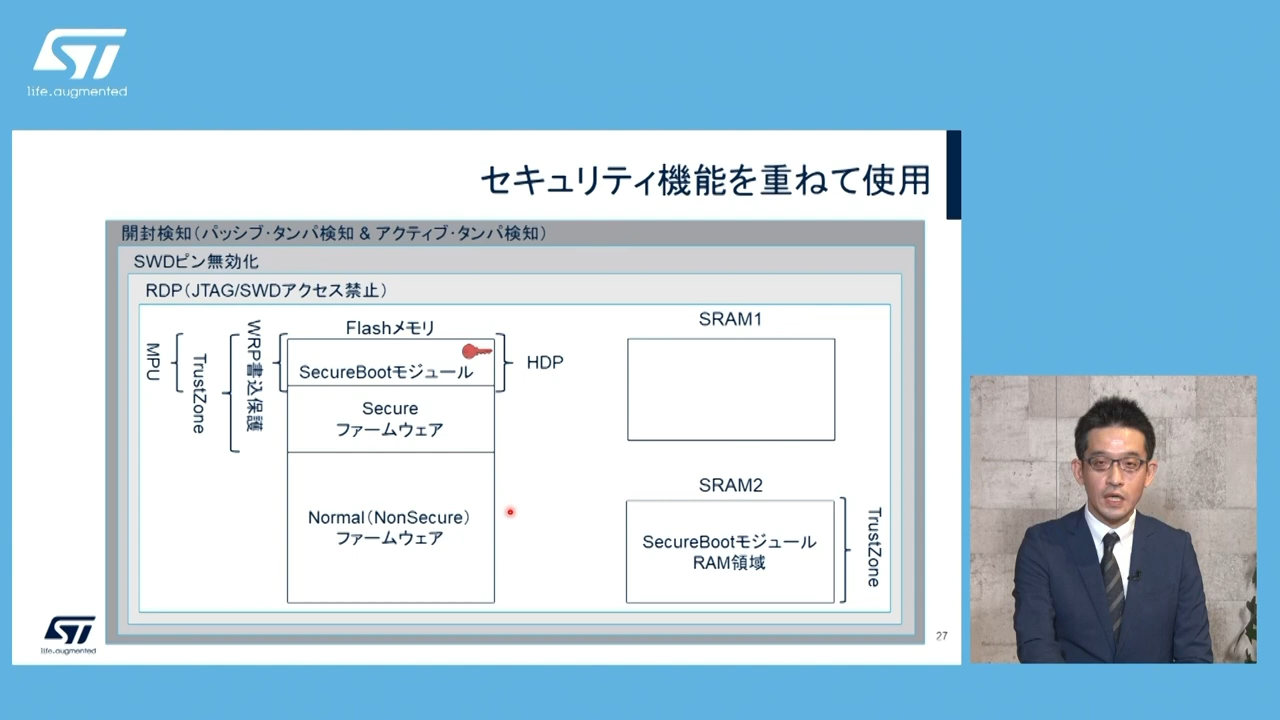 ST
life.augmented
セキュリティ機能を重ねて使用
開封検知（パッシブ・タンパ検知 & アクティブ・タンパ検知）
SWDピン無効化
RDP（JTAG/SWDアクセス禁止）
MPU
TrustZone
WRP書込保護
Flashメモリ
SecureBootモジュール
HDP
Secure
ファームウェア
Normal（NonSecure）
ファームウェア
SRAM1
SRAM2
SecureBootモジュール
RAM領域
TrustZone
ST
life.augmented
27